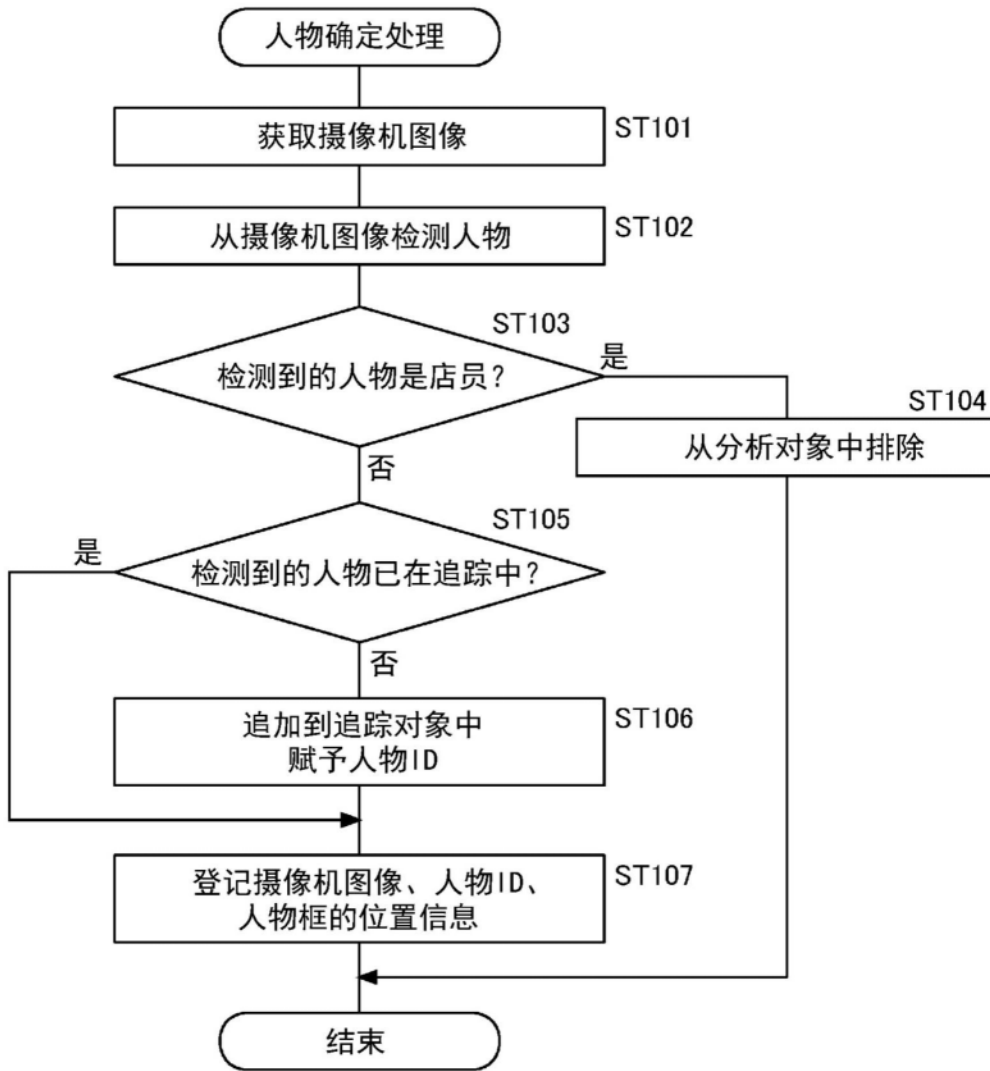 人物确定处理
获取摄像机图像
ST101
从摄像机图像检测人物
ST102
ST103
检测到的人物是店员?
是
ST104
从分析对象中排除
否
ST105
是
检测到的人物已在追踪中?
否
追加到追踪对象中
赋予人物ID
ST106
登记摄像机图像、人物ID、
人物框的位置信息
ST107
结束